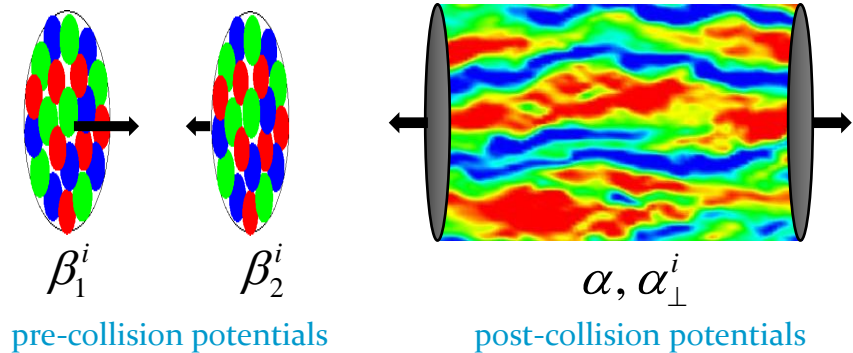 β₁ⁱ β₂ⁱ α, α⊥ⁱ
pre-collision potentials post-collision potentials